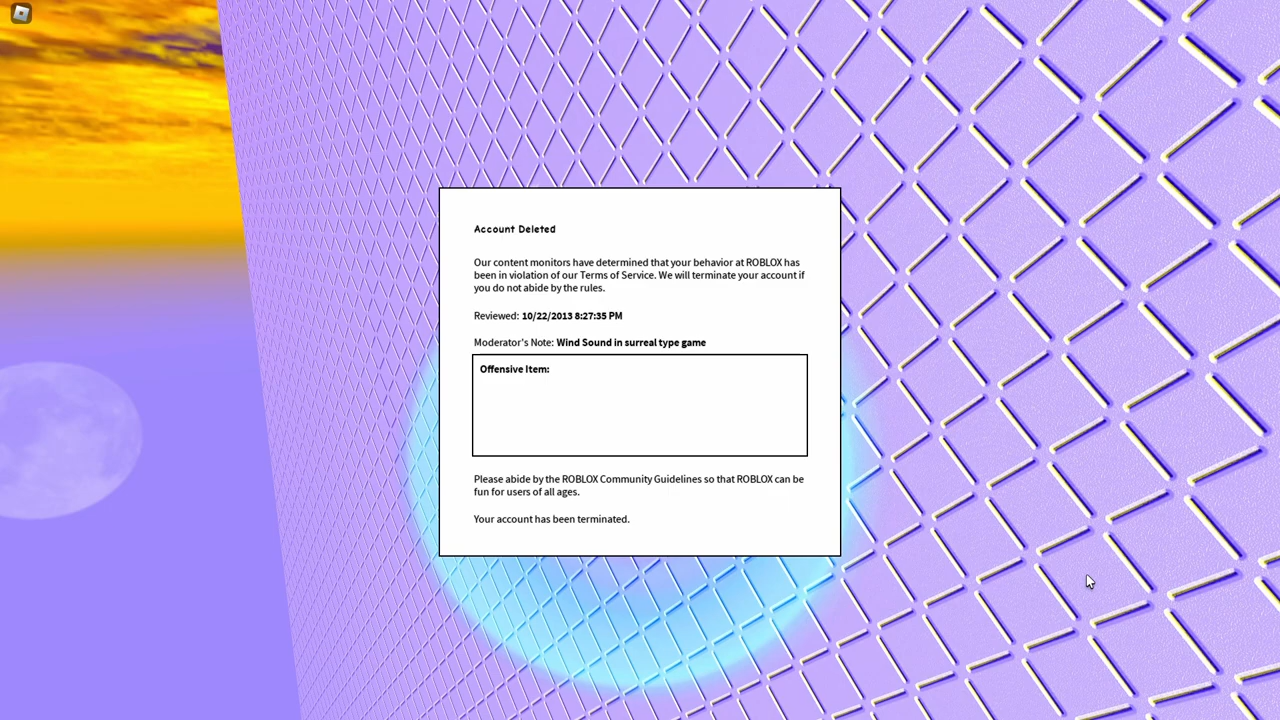 Account Deleted
Our content monitors have determined that your behavior at ROBLOX has
been in violation of our Terms of Service. We will terminate your account if
you do not abide by the rules.
Reviewed: 10/22/2013 8:27:35 PM
Moderator's Note: Wind Sound in surreal type game
Offensive Item:
Please abide by the ROBLOX Community Guidelines so that ROBLOX can be
fun for users of all ages.
Your account has been terminated.